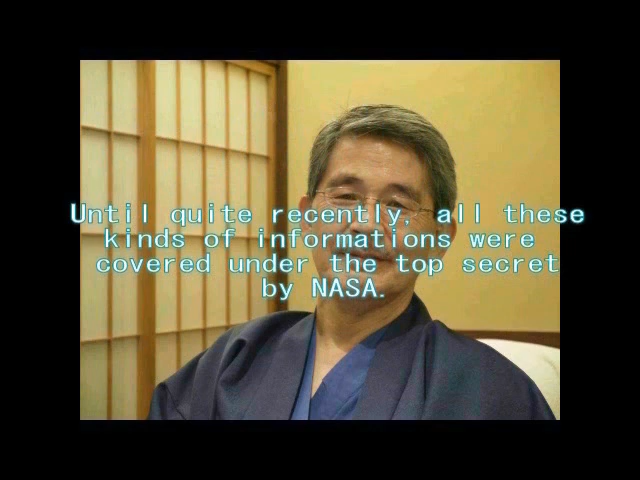 Until quite recently, all these
kinds of informations were
covered under the top secret
by NASA.